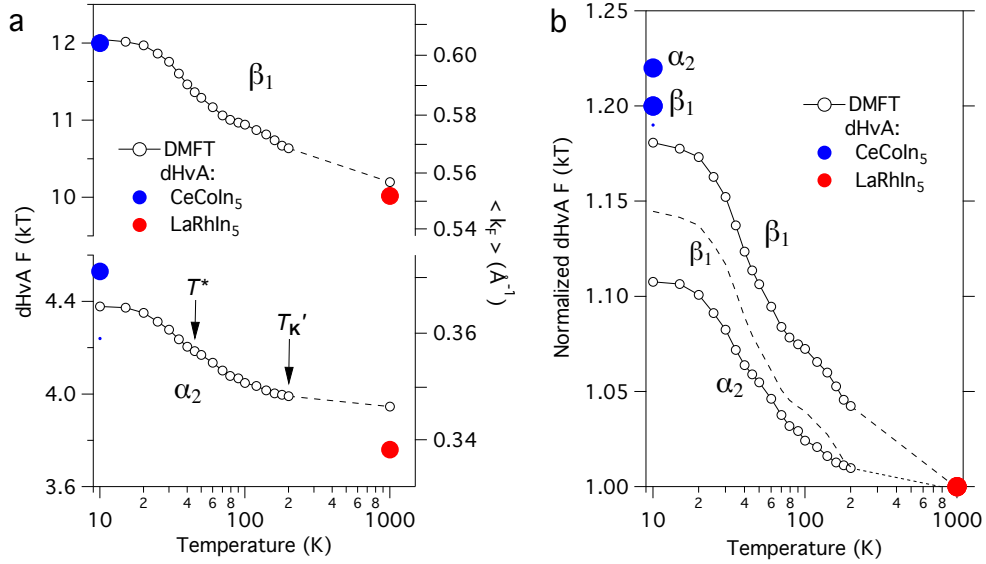 a
dHvA F (kT)
12
11
10
4.4
4.0
3.6
β1
DMFT
dHvA:
CeCoIn5
LaRhIn5
T*
TK′
α2
0.60
0.58
0.56
0.54
0.36
0.34
< kF > (Å-1)
10 2 4 6 8 100 2 4 6 8 1000
Temperature (K)
b
Normalized dHvA F (kT)
1.25
1.20
1.15
1.10
1.05
1.00
α2
β1
DMFT
dHvA:
CeCoIn5
LaRhIn5
β1
β1
α2
10 2 4 6 8 100 2 4 6 8 1000
Temperature (K)